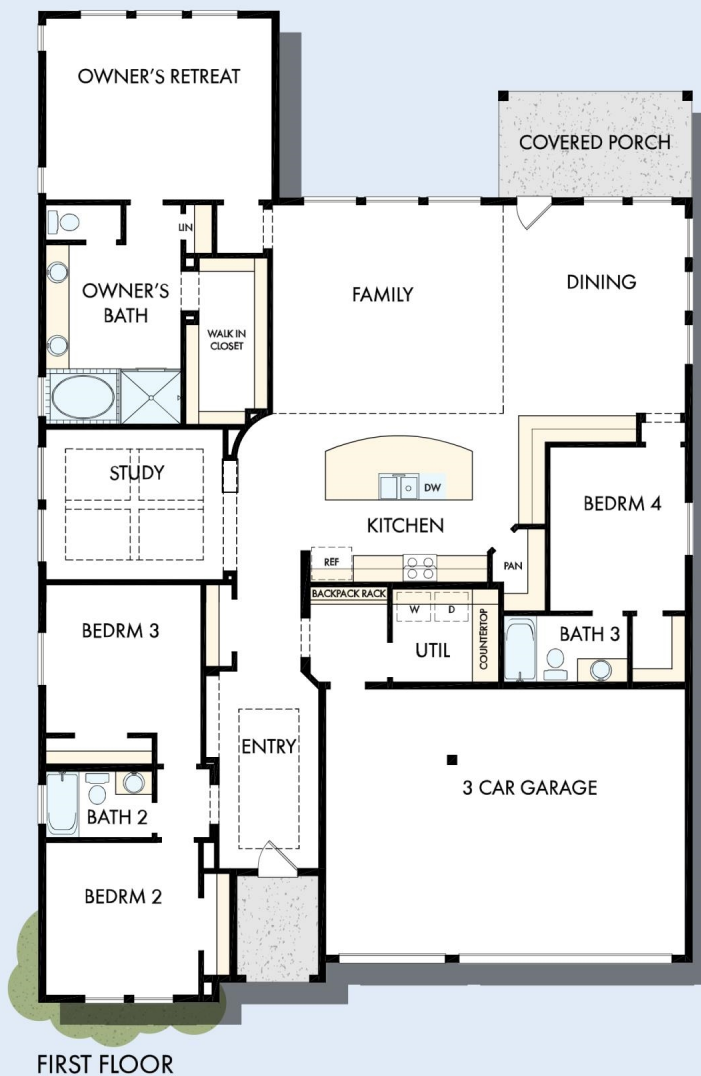 OWNER'S RETREAT
COVERED PORCH
LIN
OWNER'S
BATH
FAMILY
DINING
WALK IN
CLOSET
STUDY
DW
BEDRM 4
KITCHEN
REF
PAN
BACKPACK RACK
W
D
COUNTERTOP
UTIL
BATH 3
BEDRM 3
ENTRY
3 CAR GARAGE
BATH 2
BEDRM 2
FIRST FLOOR